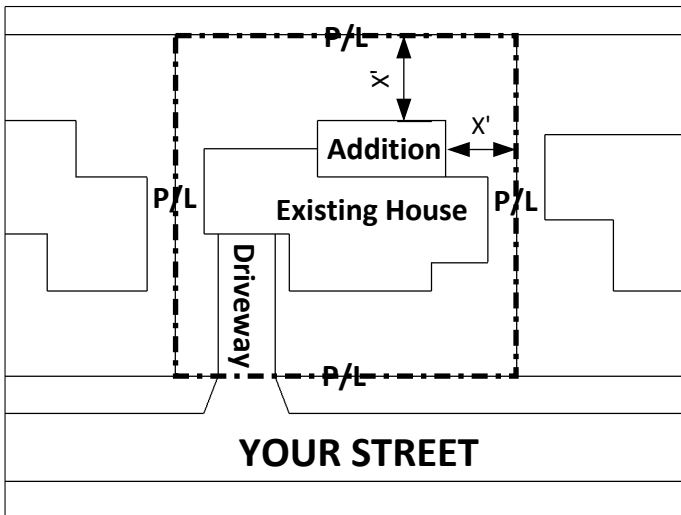 P/L
X'
X'
Addition
P/L
Existing House
P/L
Driveway
P/L
YOUR STREET